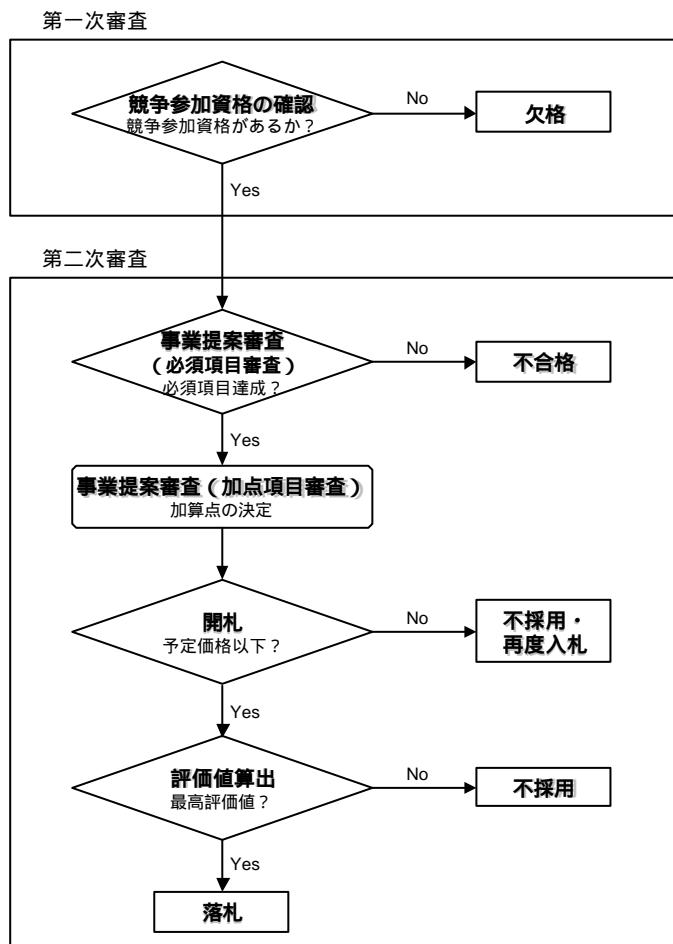 第一次審査
競争参加資格の確認
競争参加資格があるか？
No
欠格
Yes
第二次審査
事業提案審査
（必須項目審査）
必須項目達成？
No
不合格
Yes
事業提案審査（加点項目審査）
加算点の決定
開札
予定価格以下？
No
不採用・
再度入札
Yes
評価値算出
最高評価値？
No
不採用
Yes
落札